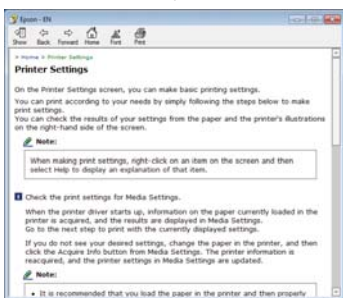 Epson - EN
Show Back Forward Home Font Print
> Home > Printer Settings
Printer Settings
On the Printer Settings screen, you can make basic printing settings.
You can print according to your needs by simply following the steps below to make
print settings.
You can check the results of your settings from the paper and the printer's illustrations
on the right-hand side of the screen.
Note:
When making print settings, right-click on an item on the screen and then
select Help to display an explanation of that item.
1 Check the print settings for Media Settings.
When the printer driver starts up, information on the paper currently loaded in the
printer is acquired, and the results are displayed in Media Settings.
Go to the next step to print with the currently displayed settings.
If you do not see your desired settings, change the paper in the printer, and then
click the Acquire Info button from Media Settings. The printer information is
reacquired, and the printer settings in Media Settings are updated.
Note:
• It is recommended that you load the paper in the printer and then properly